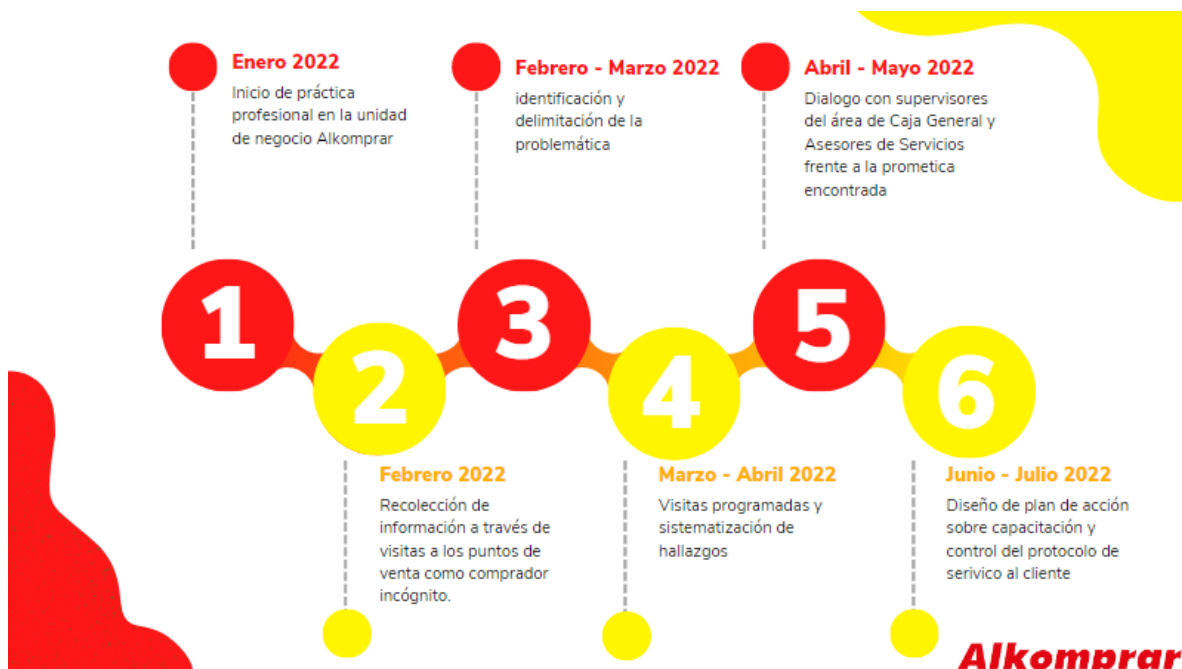 Enero 2022
Inicio de práctica
profesional en la unidad
de negocio Alkomprar
Febrero - Marzo 2022
identificación y
delimitación de la
problemática
Abril - Mayo 2022
Dialogo con supervisores
del área de Caja General y
Asesores de Servicios
frente a la prometica
encontrada
1
2
3
4
5
6
Febrero 2022
Recolección de
información a través de
visitas a los puntos de
venta como comprador
incógnito.
Marzo - Abril 2022
Visitas programadas y
sistematización de
hallazgos
Junio - Julio 2022
Diseño de plan de acción
sobre capacitación y
control del protocolo de
serivico al cliente
Alkomprar